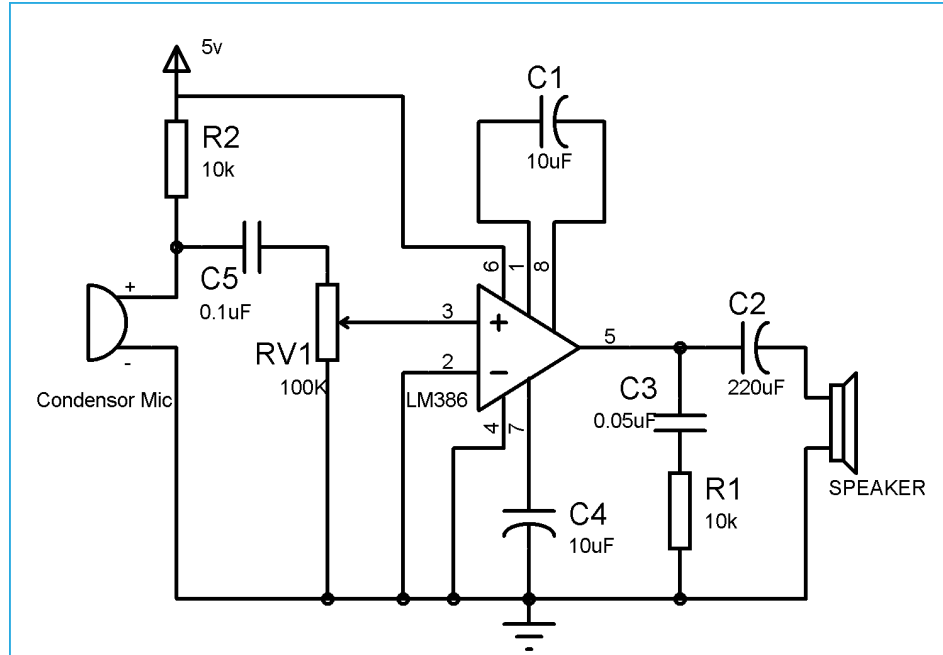 5v
R2
10k
C1
10uF
C5
0.1uF
+
-
Condensor Mic
RV1
100K
6
1
8
3
2
+
−
LM386
4
7
5
C2
220uF
C3
0.05uF
R1
10k
C4
10uF
SPEAKER